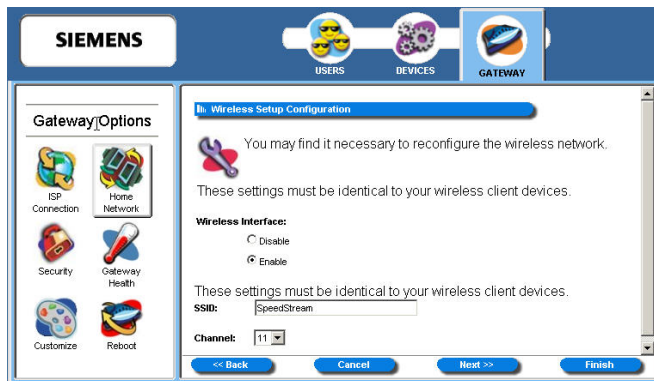 SIEMENS
USERS
DEVICES
GATEWAY
Gateway Options
ISP
Connection
Home
Network
Security
Gateway
Health
Customize
Reboot
Wireless Setup Configuration
You may find it necessary to reconfigure the wireless network.
These settings must be identical to your wireless client devices.
Wireless Interface:
Disable
Enable
These settings must be identical to your wireless client devices.
SSID: SpeedStream
Channel: 11
<< Back Cancel Next >> Finish